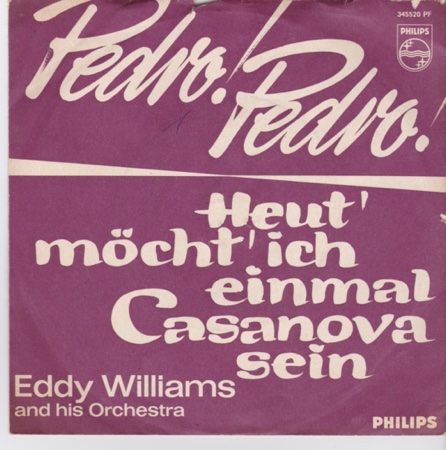 345520 PF
PHILIPS
Pedro!
Pedro!
Heut'
möcht' ich
einmal
Casanova
sein
Eddy Williams
and his Orchestra
PHILIPS